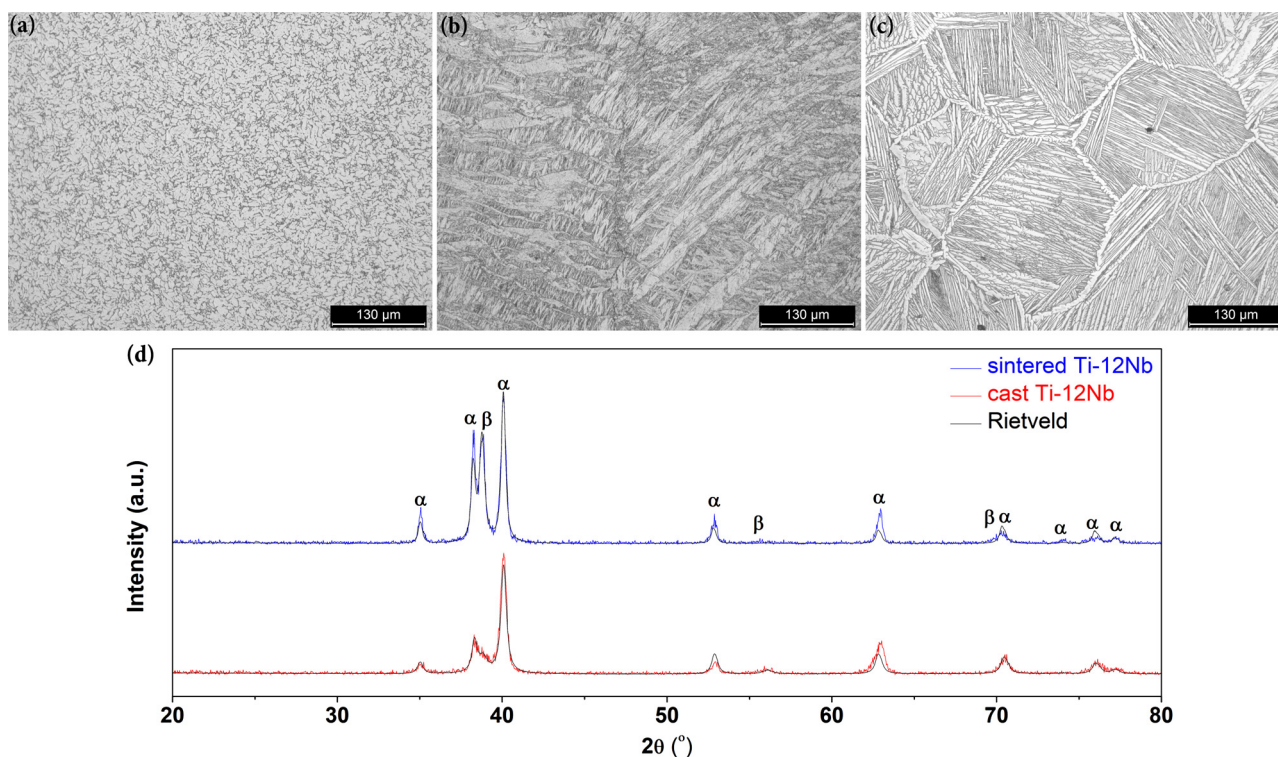 (a)
(b)
(c)
130 µm
130 µm
130 µm
(d)
sintered Ti-12Nb
cast Ti-12Nb
Rietveld
α
α
β
α
α
β
α
β
α
α
α
α
Intensity (a.u.)
20
30
40
50
60
70
80
2θ (°)